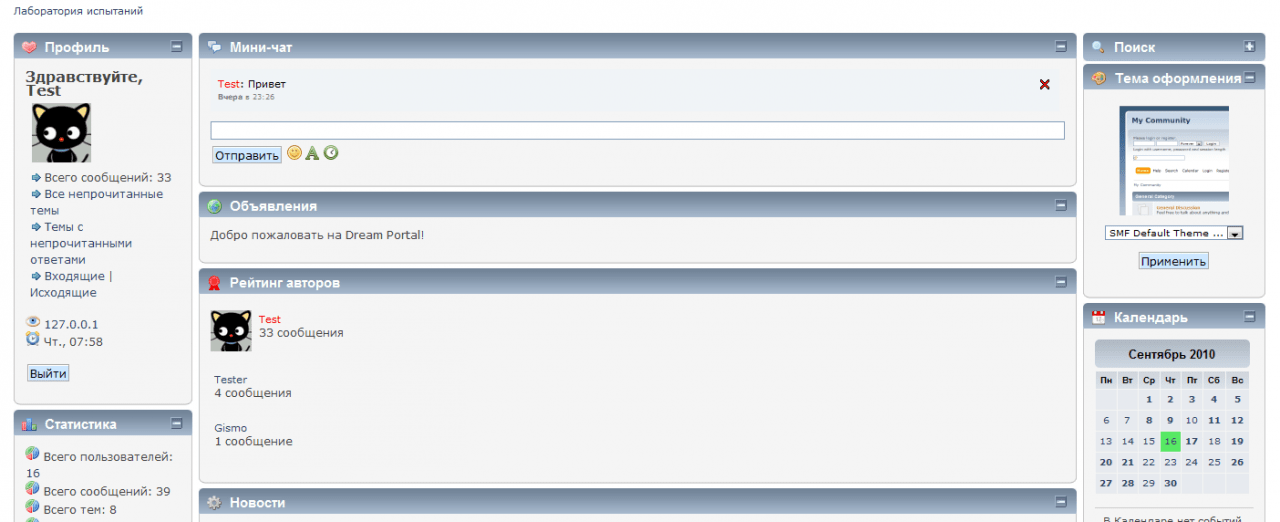 Лаборатория испытаний
Профиль
Здравствуйте,
Test
Всего сообщений: 33
Все непрочитанные
темы
Темы с
непрочитанными
ответами
Входящие |
Исходящие
127.0.0.1
Чт., 07:58
Выйти
Статистика
Всего пользователей:
16
Всего сообщений: 39
Всего тем: 8
Мини-чат
Test: Привет
Вчера в 23:26
Отправить
Объявления
Добро пожаловать на Dream Portal!
Рейтинг авторов
Test
33 сообщения
Tester
4 сообщения
Gismo
1 сообщение
Новости
Поиск
Тема оформления
My Community
SMF Default Theme ...
Применить
Календарь
Сентябрь 2010
Пн Вт Ср Чт Пт Сб Вс
1 2 3 4 5
6 7 8 9 10 11 12
13 14 15 16 17 18 19
20 21 22 23 24 25 26
27 28 29 30
В Календаре нет событий